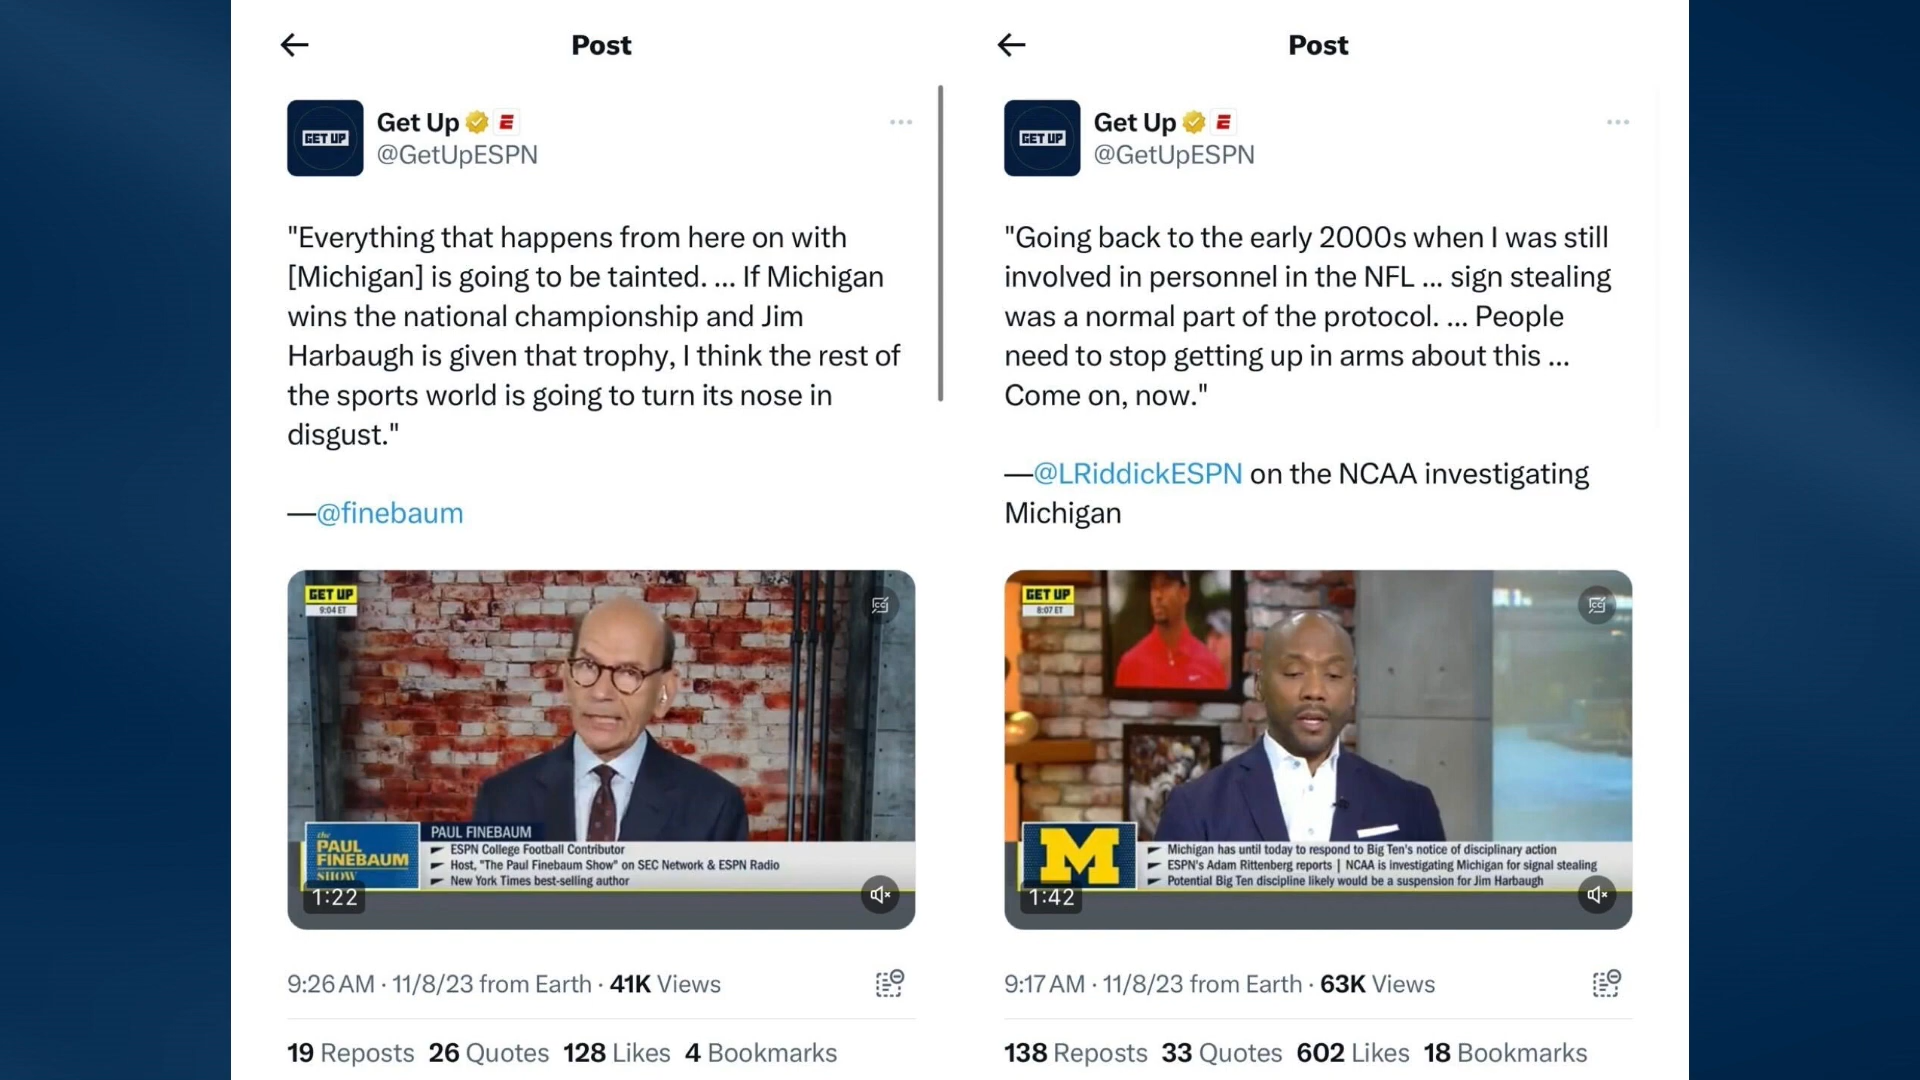 Post
GET UP
Get Up
@GetUpESPN
"Everything that happens from here on with
[Michigan] is going to be tainted. ... If Michigan
wins the national championship and Jim
Harbaugh is given that trophy, I think the rest of
the sports world is going to turn its nose in
disgust."
—@finebaum
GET UP
9:04 ET
the
PAUL
FINEBAUM
SHOW
PAUL FINEBAUM
ESPN College Football Contributor
Host, "The Paul Finebaum Show" on SEC Network & ESPN Radio
New York Times best-selling author
1:22
9:26 AM · 11/8/23 from Earth · 41K Views
19 Reposts 26 Quotes 128 Likes 4 Bookmarks
Post
GET UP
Get Up
@GetUpESPN
"Going back to the early 2000s when I was still
involved in personnel in the NFL ... sign stealing
was a normal part of the protocol. ... People
need to stop getting up in arms about this ...
Come on, now."
—@LRiddickESPN on the NCAA investigating
Michigan
GET UP
8:07 ET
M
Michigan has until today to respond to Big Ten's notice of disciplinary action
ESPN's Adam Rittenberg reports | NCAA is investigating Michigan for signal stealing
Potential Big Ten discipline likely would be a suspension for Jim Harbaugh
1:42
9:17 AM · 11/8/23 from Earth · 63K Views
138 Reposts 33 Quotes 602 Likes 18 Bookmarks